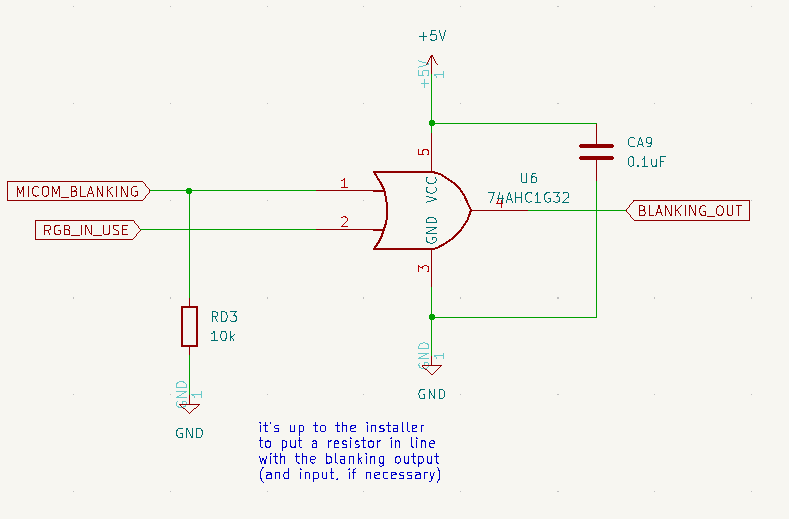 +5V
+5V
1
5
CA9
0.1uF
U6
74AHC1G32
4
MICOM_BLANKING
1
VCC
BLANKING_OUT
RGB_IN_USE
2
GND
3
RD3
10k
GND
1
GND
GND
1
GND
it's up to the installer
to put a resistor in line
with the blanking output
(and input, if necessary)